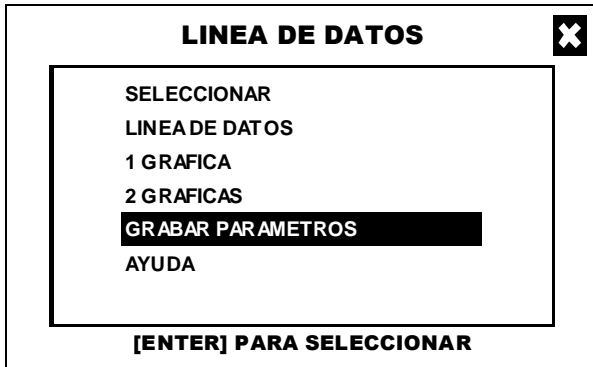 LINEA DE DATOS
SELECCIONAR
LINEA DE DATOS
1 GRAFICA
2 GRAFICAS
GRABAR PARAMETROS
AYUDA
[ENTER] PARA SELECCIONAR